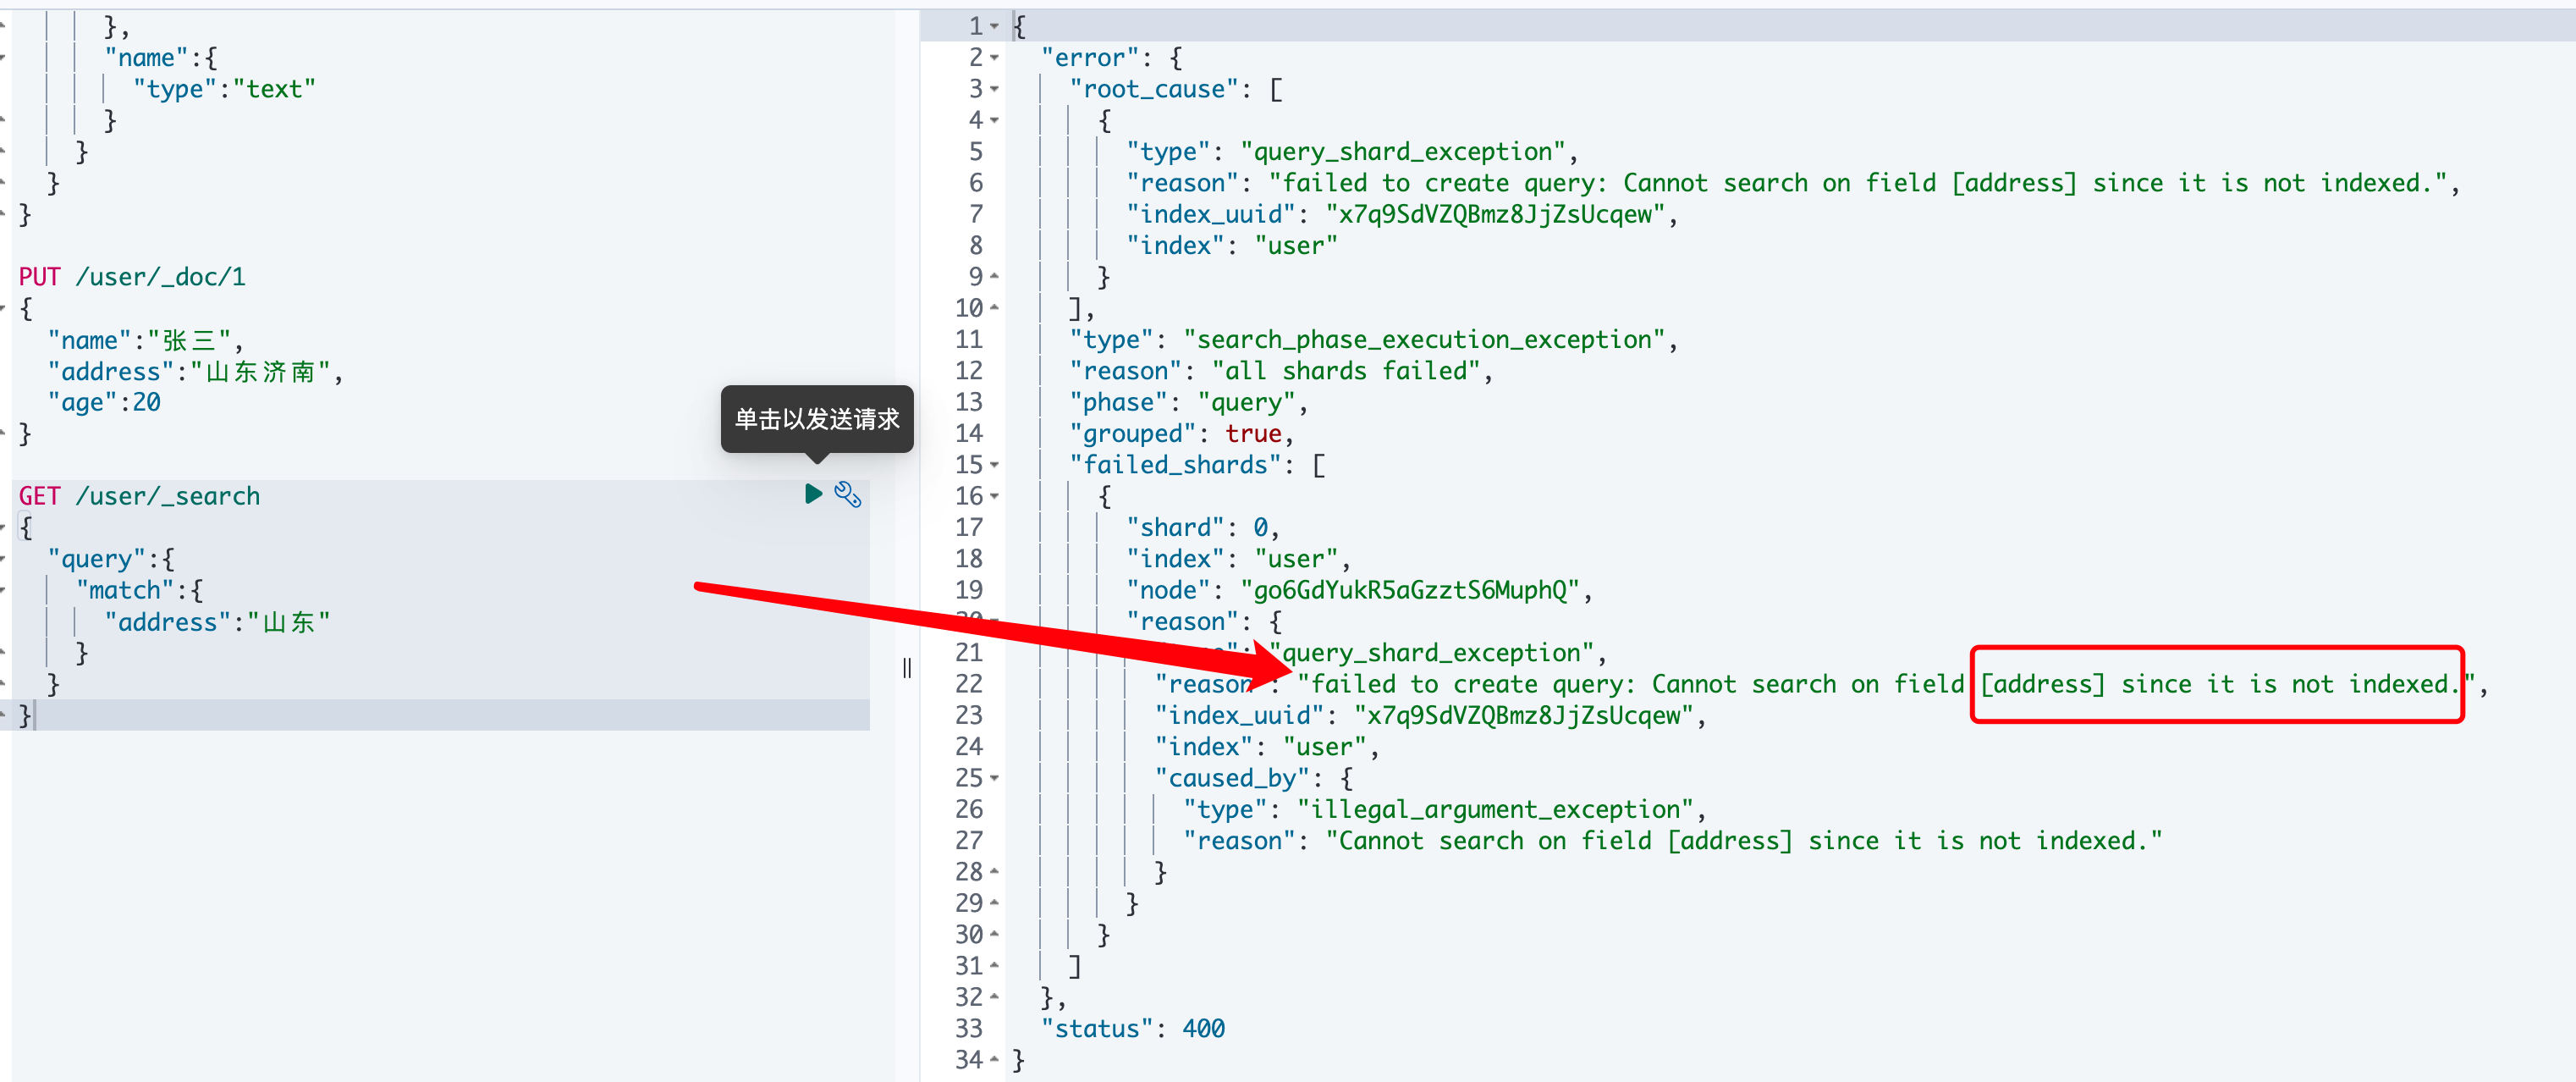 },
"name":{
"type":"text"
}
}
}
}
PUT /user/_doc/1
{
"name":"张三",
"address":"山东济南",
"age":20
}
单击以发送请求
GET /user/_search
{
"query":{
"match":{
"address":"山东"
}
}
}
1 {
2 "error": {
3 "root_cause": [
4 {
5 "type": "query_shard_exception",
6 "reason": "failed to create query: Cannot search on field [address] since it is not indexed.",
7 "index_uuid": "x7q9SdVZQBmz8JjZsUcqew",
8 "index": "user"
9 }
10 ],
11 "type": "search_phase_execution_exception",
12 "reason": "all shards failed",
13 "phase": "query",
14 "grouped": true,
15 "failed_shards": [
16 {
17 "shard": 0,
18 "index": "user",
19 "node": "go6GdYukR5aGzztS6MuphQ",
"reason": {
21 "query_shard_exception",
22 "reason": "failed to create query: Cannot search on field [address] since it is not indexed.",
23 "index_uuid": "x7q9SdVZQBmz8JjZsUcqew",
24 "index": "user",
25 "caused_by": {
26 "type": "illegal_argument_exception",
27 "reason": "Cannot search on field [address] since it is not indexed."
28 }
29 }
30 }
31 ]
32 },
33 "status": 400
34 }